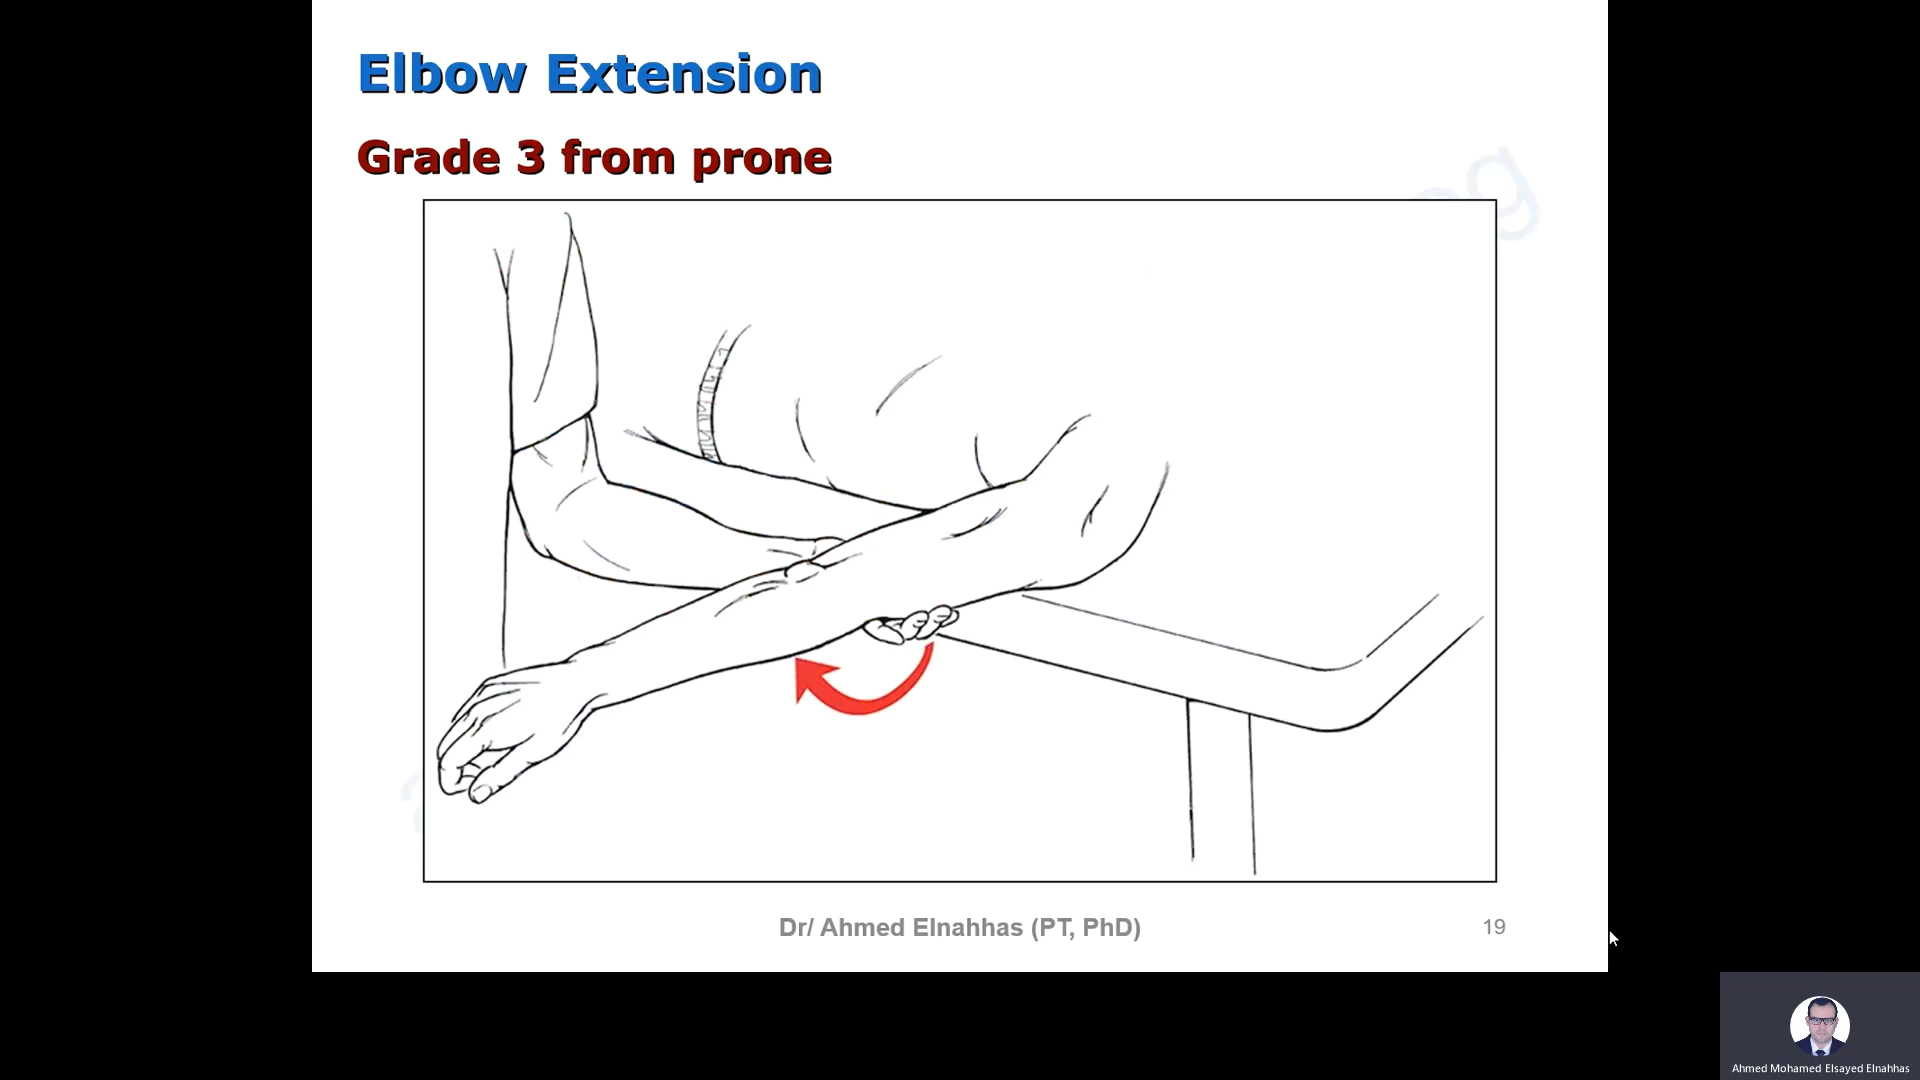 Elbow Extension
Grade 3 from prone
Dr/ Ahmed Elnahhas (PT, PhD)
19
Ahmed Mohamed Elsayed Elnahhas